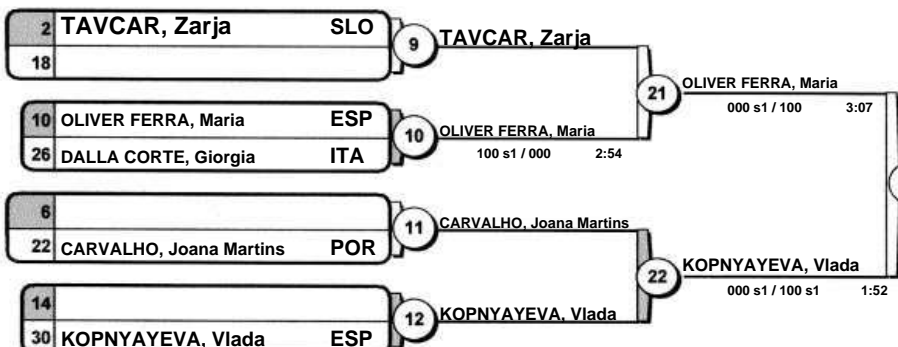 2 TAVCAR, Zarja SLO
18
9 TAVCAR, Zarja
10 OLIVER FERRA, Maria ESP
26 DALLA CORTE, Giorgia ITA
10 OLIVER FERRA, Maria
100 s1 / 000 2:54
21 OLIVER FERRA, Maria
000 s1 / 100 3:07
6
22 CARVALHO, Joana Martins POR
11 CARVALHO, Joana Martins
14
30 KOPNYAYEVA, Vlada ESP
12 KOPNYAYEVA, Vlada
22 KOPNYAYEVA, Vlada
000 s1 / 100 s1 1:52